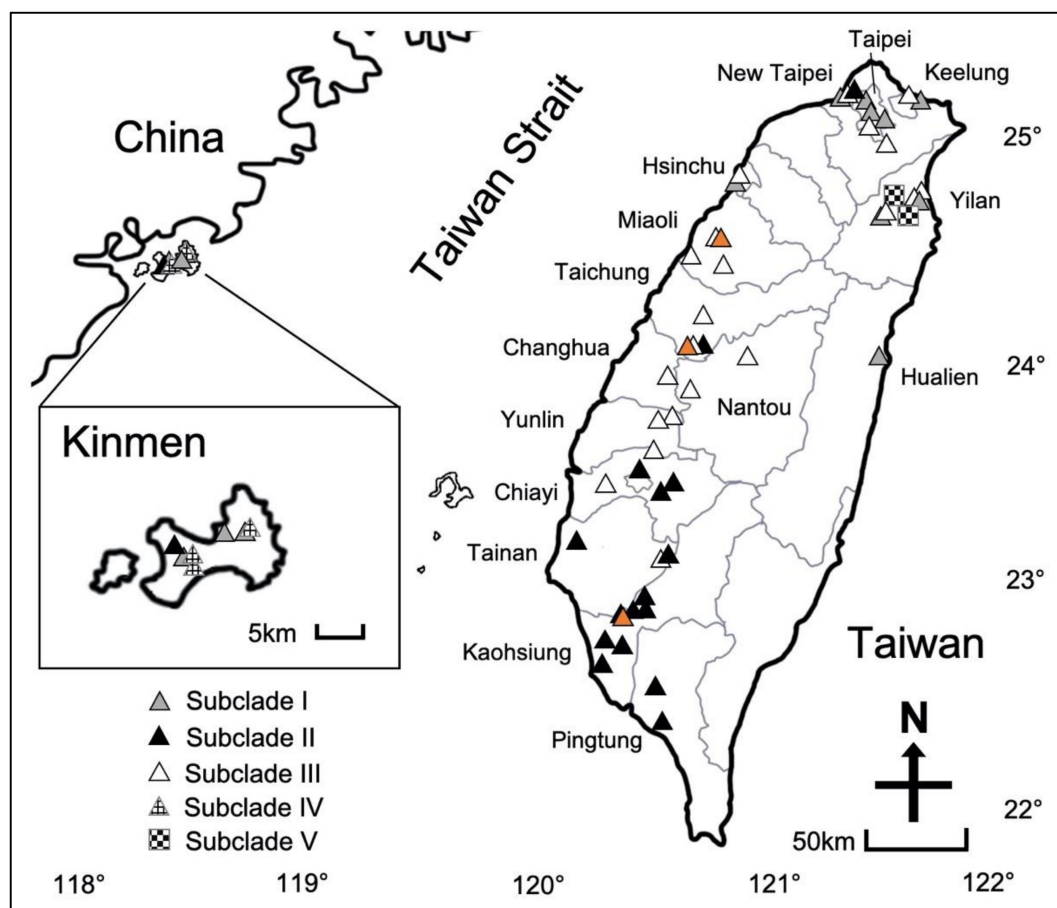 Taipei
New Taipei
Keelung
China
Taiwan Strait
25°
Hsinchu
Yilan
Miaoli
Taichung
Changhua
24°
Hualien
Nantou
Yunlin
Kinmen
Chiayi
Tainan
23°
5km
Kaohsiung
Taiwan
Subclade I
N
Subclade II
Pingtung
Subclade III
Subclade IV
22°
Subclade V
50km
118°
119°
120°
121°
122°